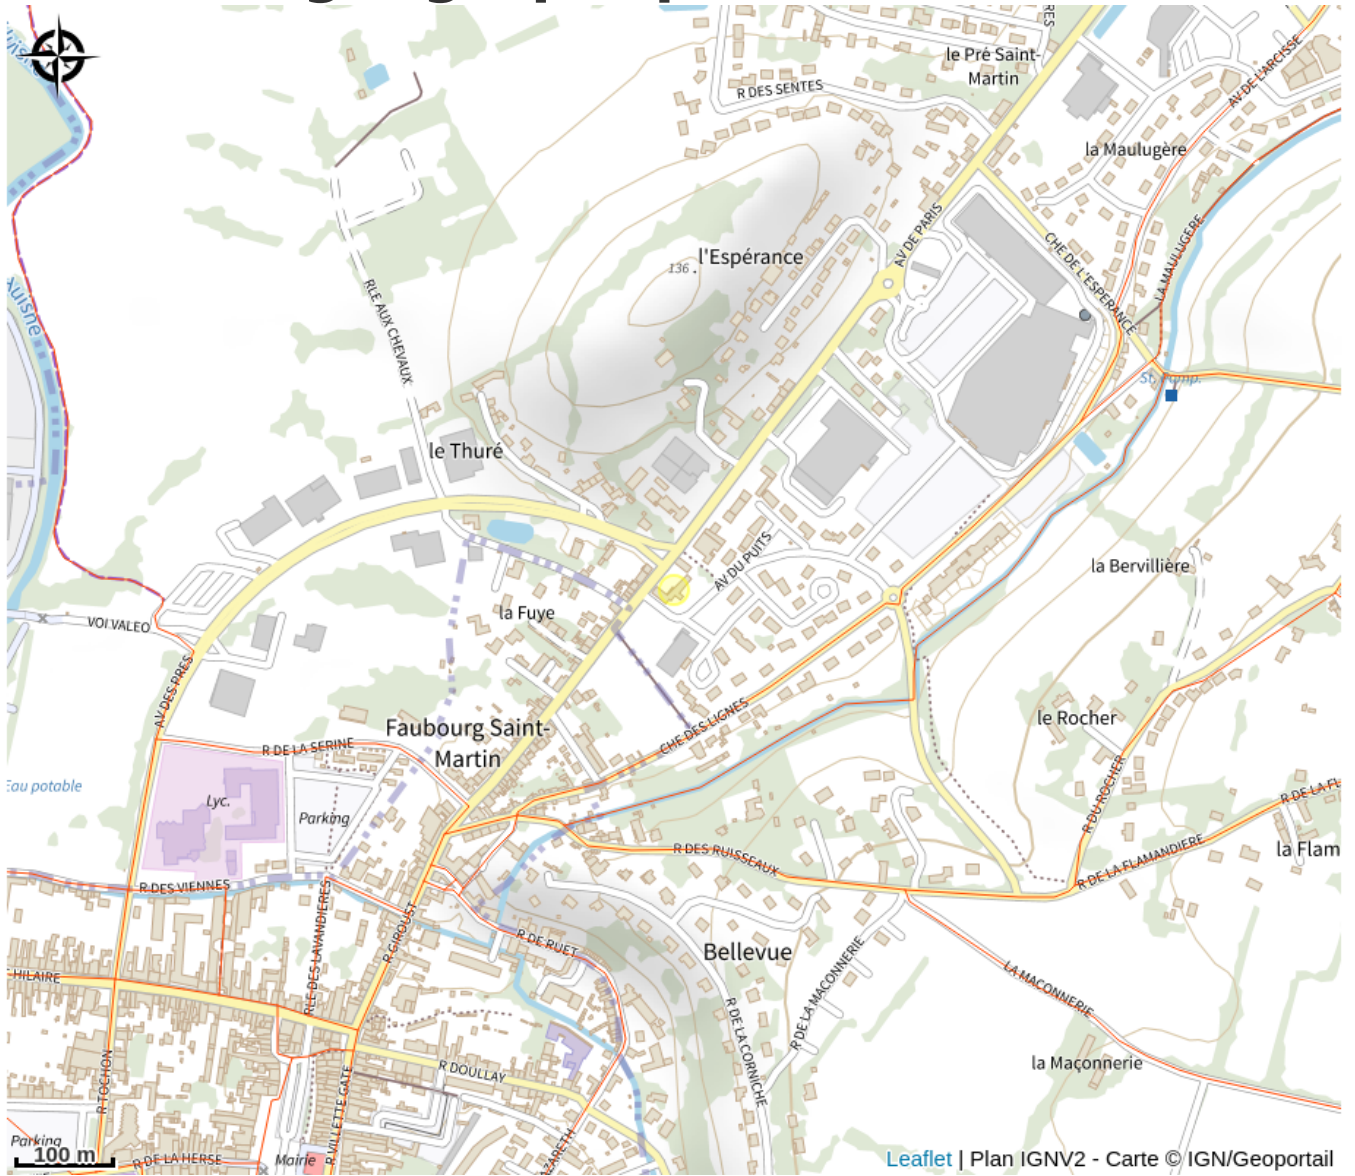 le Pré Saint-
Martin
R DES SENTES
AV DE L'ARCISSE
la Maulugère
AV DE PARIS
l'Espérance
136
CHE DE L'ESPERANCE
LA MAULUGERE
RLE AUX CHEVAUX
St. Pomp.
le Thuré
AV DU PUITS
la Bervillière
la Fuye
VOI VALEO
AV DES PRES
le Rocher
Faubourg Saint-
Martin
CHE DES LIGNES
R DE LA SERINE
Eau potable
Lyc.
Parking
R DU ROCHER
R DE LA FL
R DES RUISSEAUX
R DE LA FLAMANDIERE
la Flam
R DES VIENNES
RLE DES LAVANDIERES
R GIROUST
R DE RUET
Bellevue
R DE LA MACONNERIE
LA MACONNERIE
HILAIRE
R DE LA CORNICHE
R TOCHON
R DOULLAY
la Maçonnerie
R VILLETTE GATE
AZARETH
Parking
100 m
R DE LA HERSE
Mairie
Leaflet | Plan IGNV2 - Carte © IGN/Geoportail